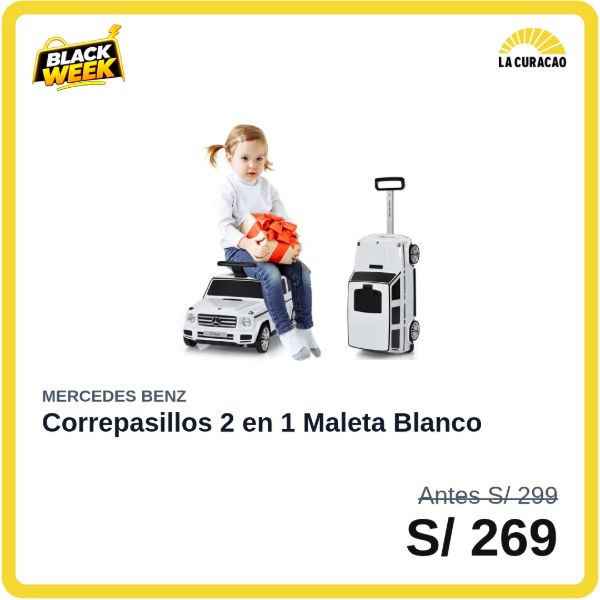 BLACK
WEEK
LA CURACAO
MERCEDES BENZ
Correpasillos 2 en 1 Maleta Blanco
Antes S/ 299
S/ 269